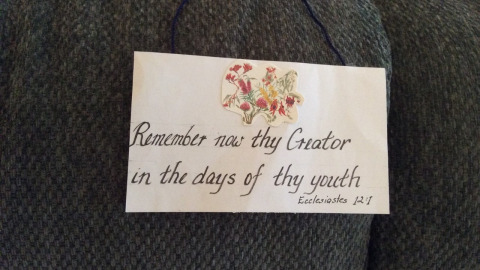 Remember now thy Creator
in the days of thy youth
Ecclesiastes 12:1